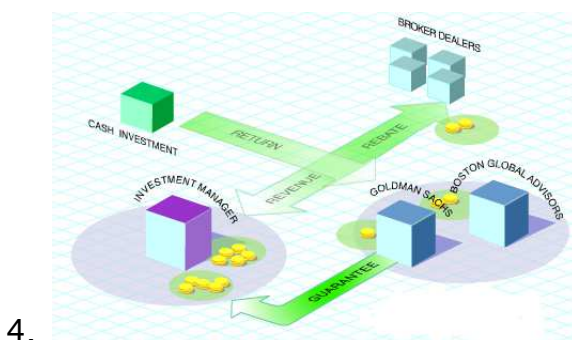 BROKER DEALERS
CASH INVESTMENT
RETURN
REBATE
REVENUE
INVESTMENT MANAGER
GOLDMAN SACHS
BOSTON GLOBAL ADVISORS
GUARANTEE
4.